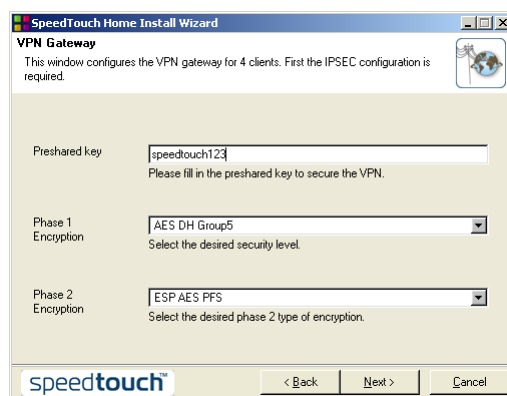 SpeedTouch Home Install Wizard
VPN Gateway
This window configures the VPN gateway for 4 clients. First the IPSEC configuration is
required.
Preshared key
speedtouch123
Please fill in the preshared key to secure the VPN.
Phase 1
Encryption
AES DH Group5
Select the desired security level.
Phase 2
Encryption
ESP AES PFS
Select the desired phase 2 type of encryption.
speedtouch™
< Back
Next >
Cancel